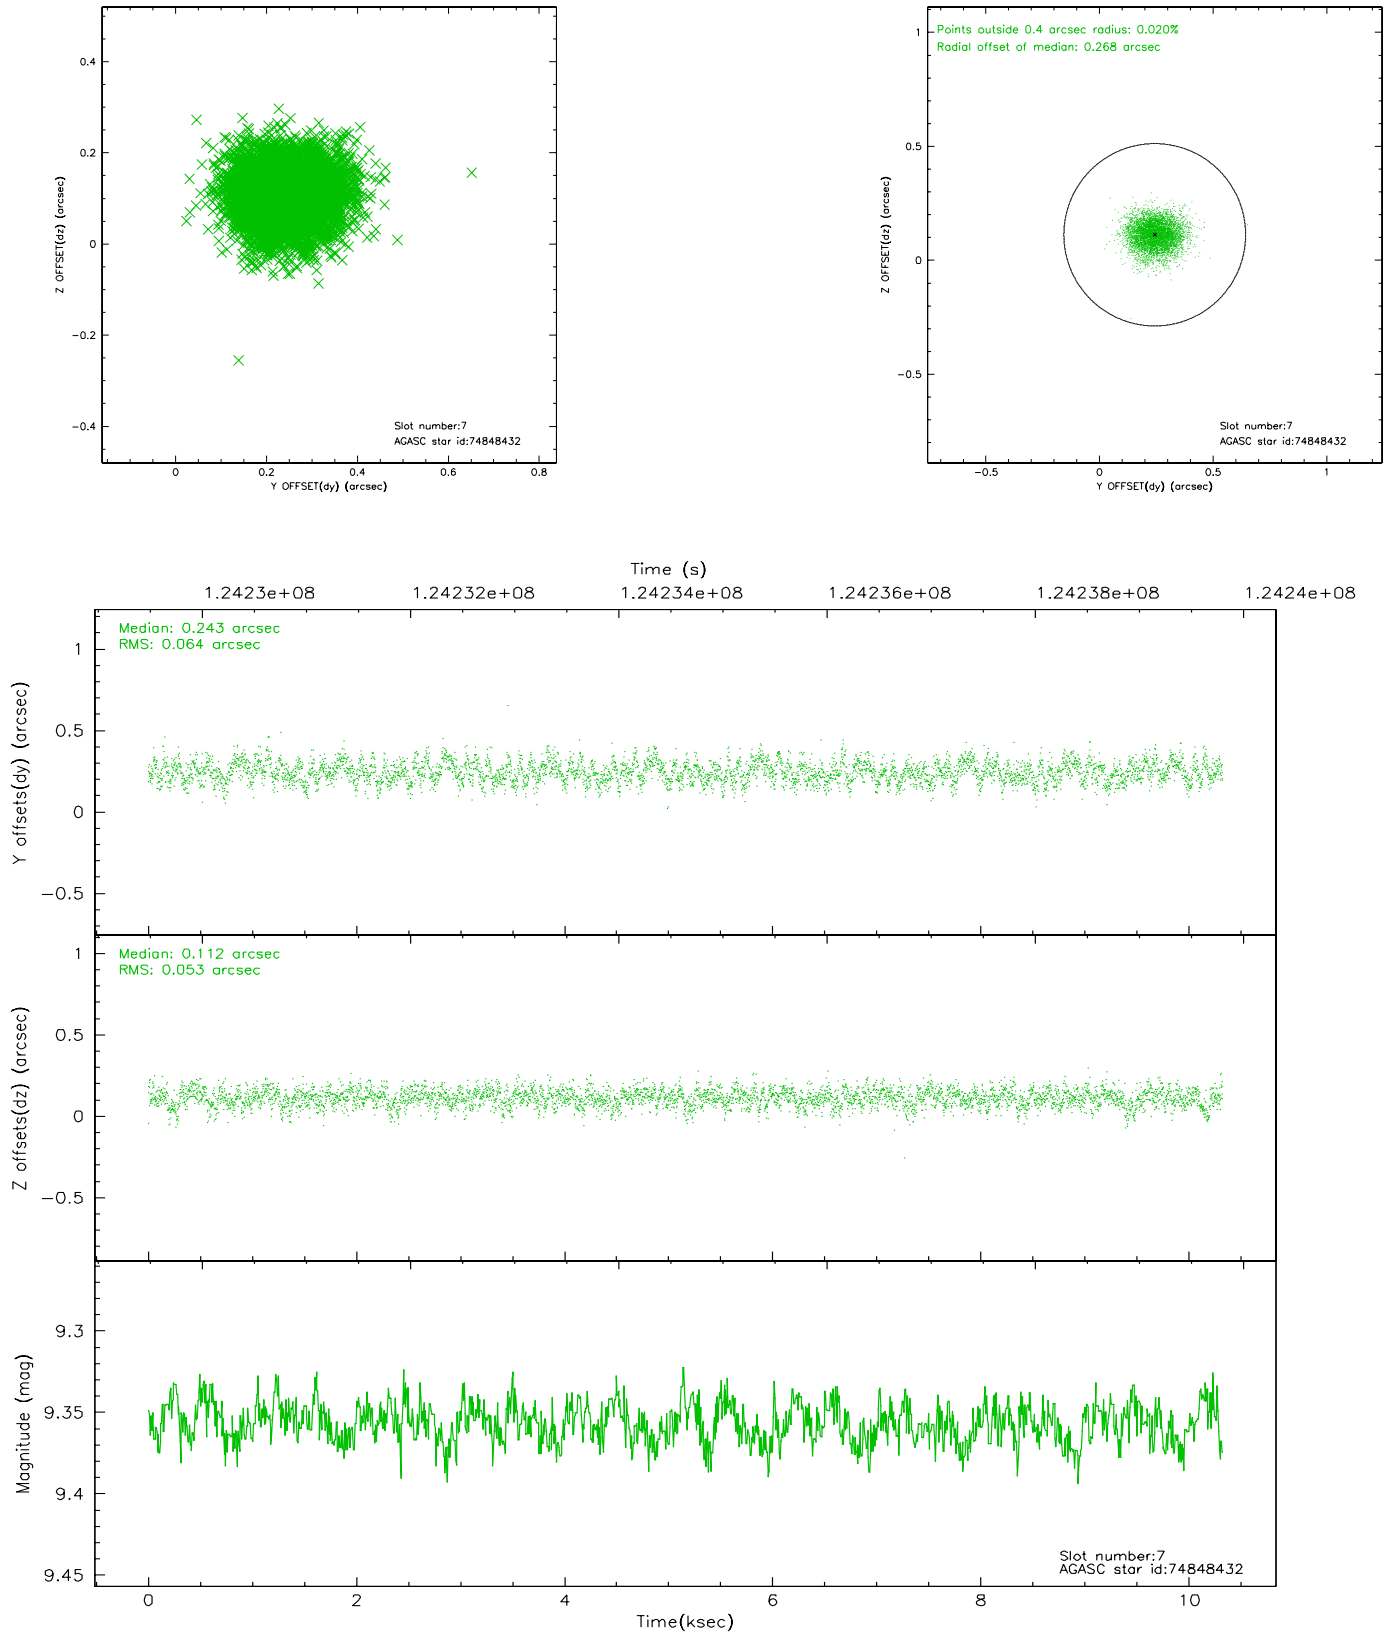 0.4
0.2
0
−0.2
−0.4
Z OFFSET(dz) (arcsec)
Slot number:7
AGASC star id:74848432
0 0.2 0.4 0.6 0.8
Y OFFSET(dy) (arcsec)
Points outside 0.4 arcsec radius: 0.020%
Radial offset of median: 0.268 arcsec
1
0.5
0
−0.5
Z OFFSET(dz) (arcsec)
Slot number:7
AGASC star id:74848432
−0.5 0 0.5 1
Y OFFSET(dy) (arcsec)
Time (s)
1.2423e+08 1.24232e+08 1.24234e+08 1.24236e+08 1.24238e+08 1.2424e+08
Median: 0.243 arcsec
RMS: 0.064 arcsec
1
0.5
0
−0.5
Y offsets(dy) (arcsec)
Median: 0.112 arcsec
RMS: 0.053 arcsec
1
0.5
0
−0.5
Z offsets(dz) (arcsec)
9.3
9.35
9.4
9.45
Magnitude (mag)
Slot number:7
AGASC star id:74848432
0 2 4 6 8 10
Time(ksec)